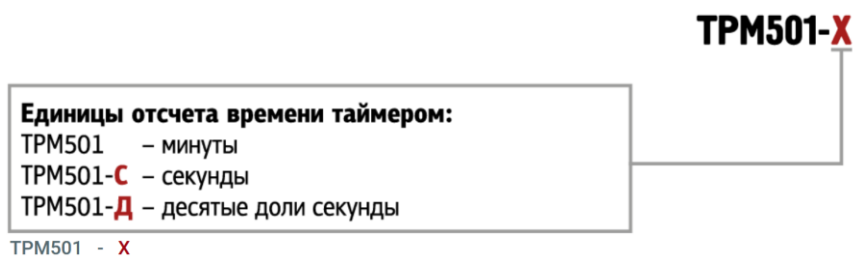 ТРМ501-Х
Единицы отсчета времени таймером:
ТРМ501 – минуты
ТРМ501-С – секунды
ТРМ501-Д – десятые доли секунды
ТРМ501 - Х